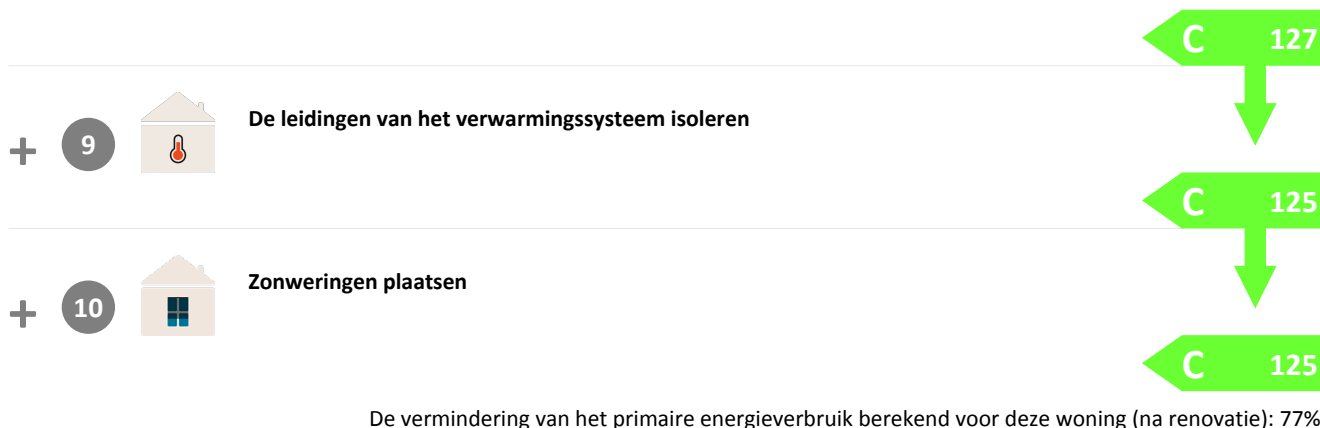 C 127
De leidingen van het verwarmingssysteem isoleren
+ 9
C 125
Zonweringen plaatsen
+ 10
C 125
De vermindering van het primaire energieverbruik berekend voor deze woning (na renovatie): 77%